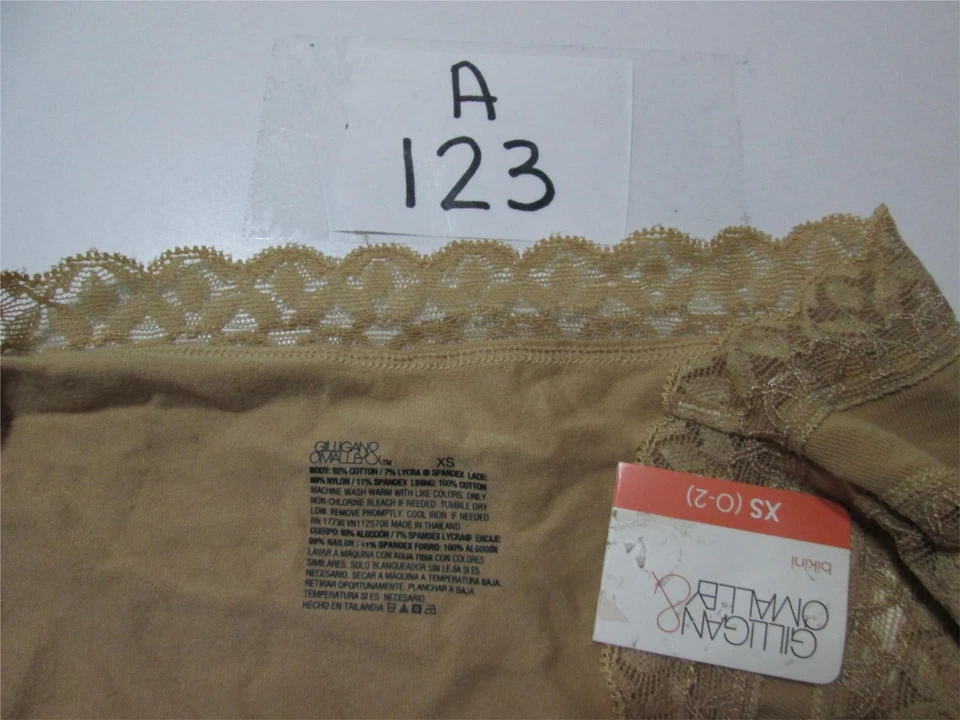 A
123
GILLIGAN &
O'MALLEY ™ XS
BODY: 93% COTTON / 7% LYCRA ® SPANDEX LACE:
89% NYLON / 11% SPANDEX LINING: 100% COTTON
MACHINE WASH WARM WITH LIKE COLORS. ONLY
NON-CHLORINE BLEACH IF NEEDED. TUMBLE DRY
LOW. REMOVE PROMPTLY. COOL IRON IF NEEDED
RN 17730 VN1125706 MADE IN THAILAND
CUERPO: 93% ALGODÓN / 7% SPANDEX LYCRA® ENCAJE:
89% NAILON / 11% SPANDEX FORRO: 100% ALGODÓN
LAVAR A MÁQUINA CON AGUA TIBIA CON COLORES
SIMILARES. SOLO BLANQUEADOR SIN LEJÍA SI ES
NECESARIO. SECAR A MÁQUINA A TEMPERATURA BAJA.
RETIRAR OPORTUNAMENTE. PLANCHAR A BAJA
TEMPERATURA SI ES NECESARIO.
HECHO EN TAILANDIA
GILLIGAN
& O'MALLEY
bikini
XS (0-2)